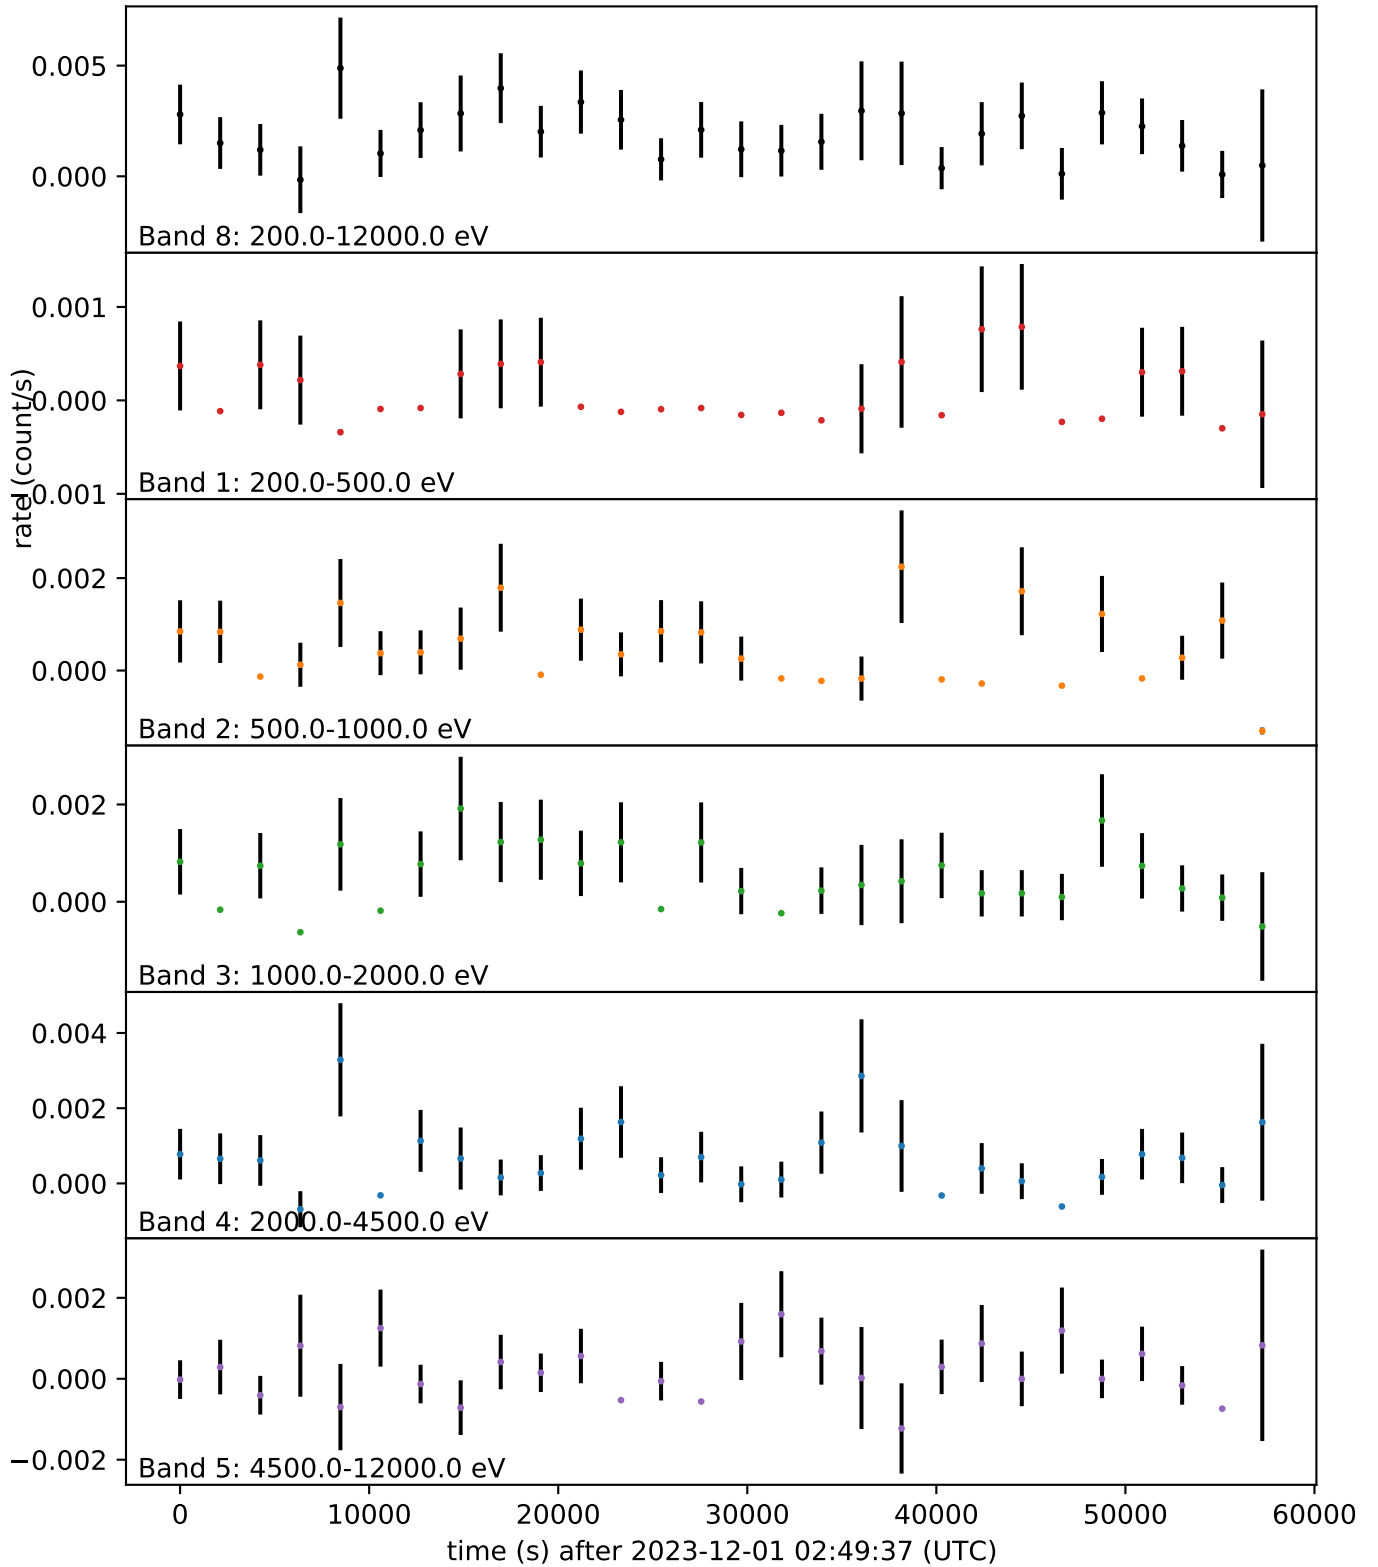 0.005
0.000
Band 8: 200.0-12000.0 eV
0.001
0.000
0.001
Band 1: 200.0-500.0 eV
rate (count/s)
0.002
0.000
Band 2: 500.0-1000.0 eV
0.002
0.000
Band 3: 1000.0-2000.0 eV
0.004
0.002
0.000
Band 4: 2000.0-4500.0 eV
0.002
0.000
−0.002
Band 5: 4500.0-12000.0 eV
0 10000 20000 30000 40000 50000 60000
time (s) after 2023-12-01 02:49:37 (UTC)